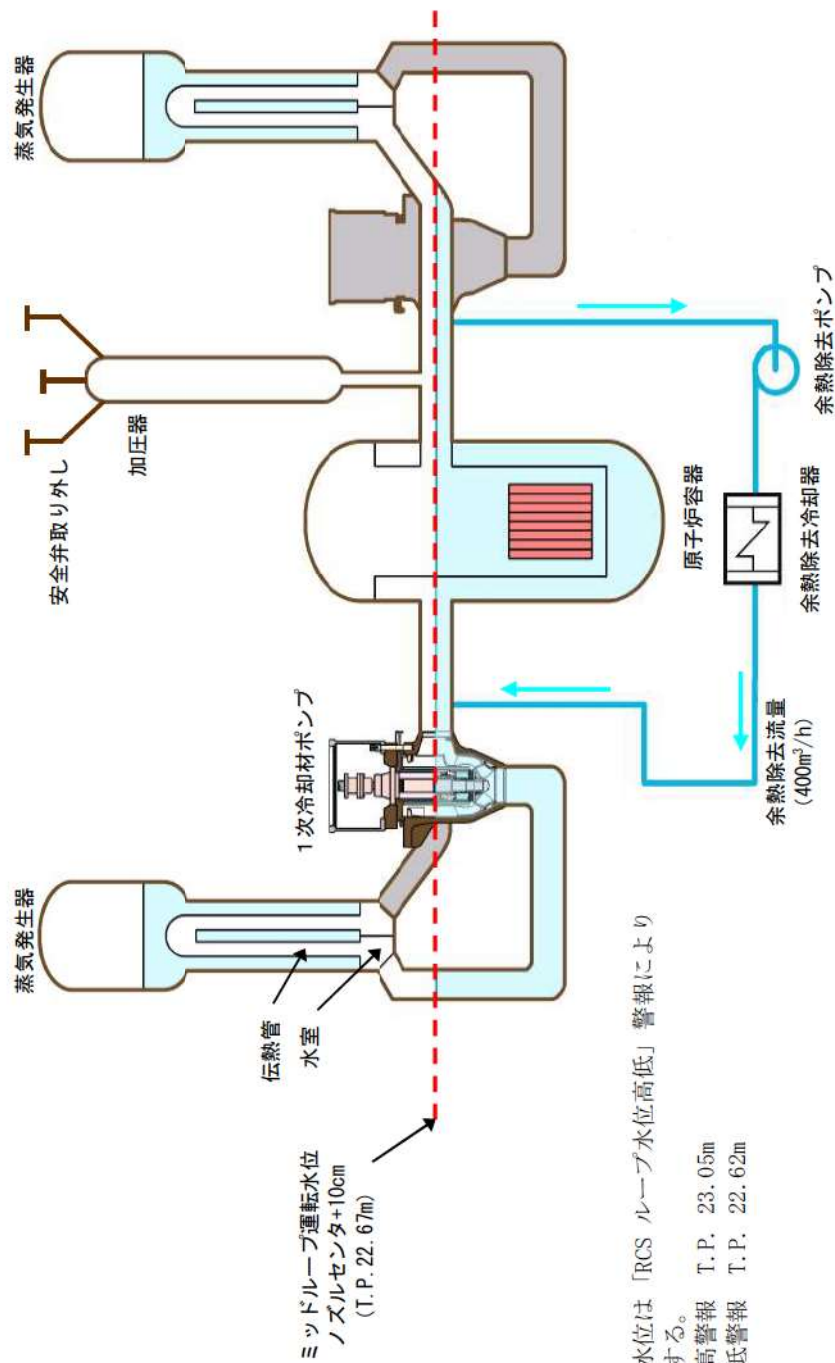 蒸気発生器
安全弁取り外し
加圧器
蒸気発生器
伝熱管
水室
1次冷却材ポンプ
ミッドループ運転水位
ノズルセンタ+10cm
(T.P.22.67m)
原子炉容器
余熱除去ポンプ
余熱除去冷却器
余熱除去流量
(400m³/h)
水位は「RCS ループ水位高低」警報により
する。
高警報 T.P. 23.05m
低警報 T.P. 22.62m